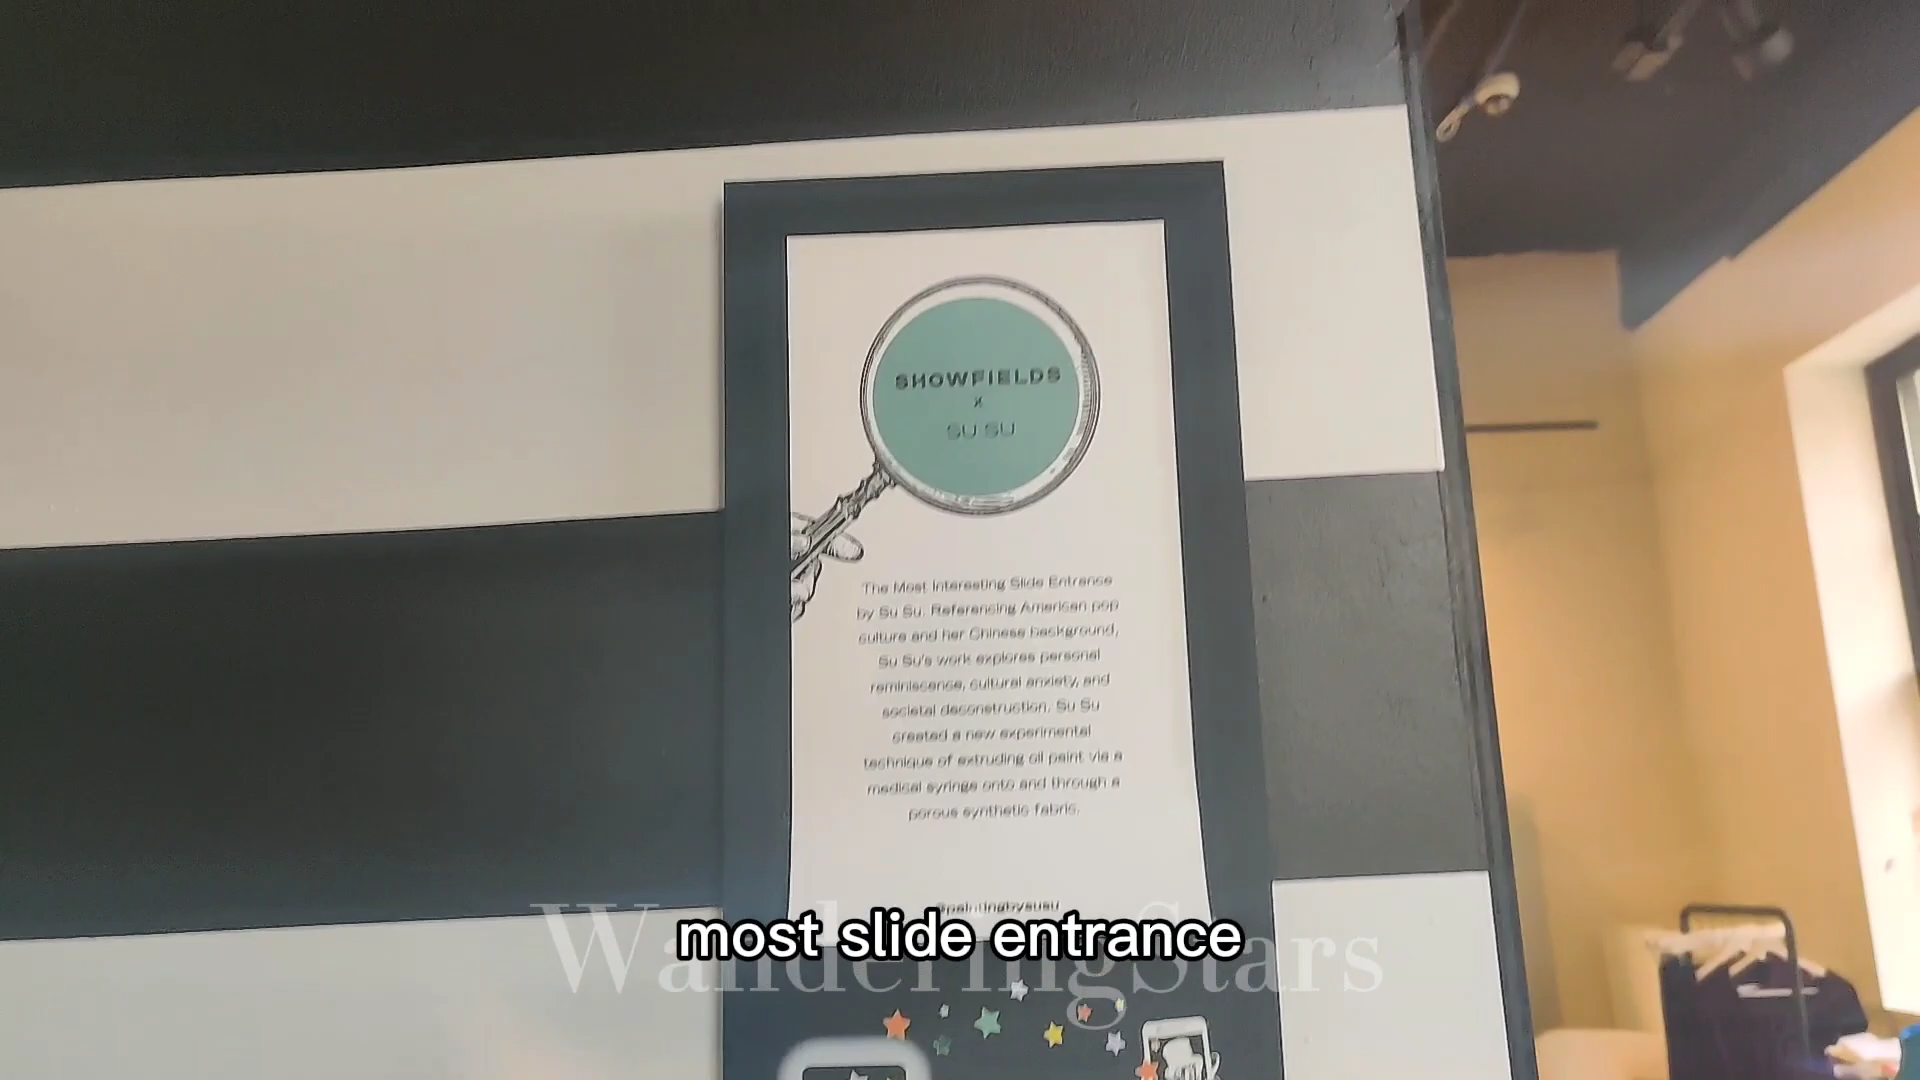 SHOWFIELDS
x
SU SU
The Most Interesting Slide Entrance
by Su Su. Referencing American pop
culture and her Chinese background,
Su Su's work explores personal
reminiscence, cultural anxiety, and
societal deconstruction. Su Su
created a new experimental
technique of extruding oil paint via a
medical syringe onto and through a
porous synthetic fabric.
@paintingbysusu
most slide entrance
WanderingStars